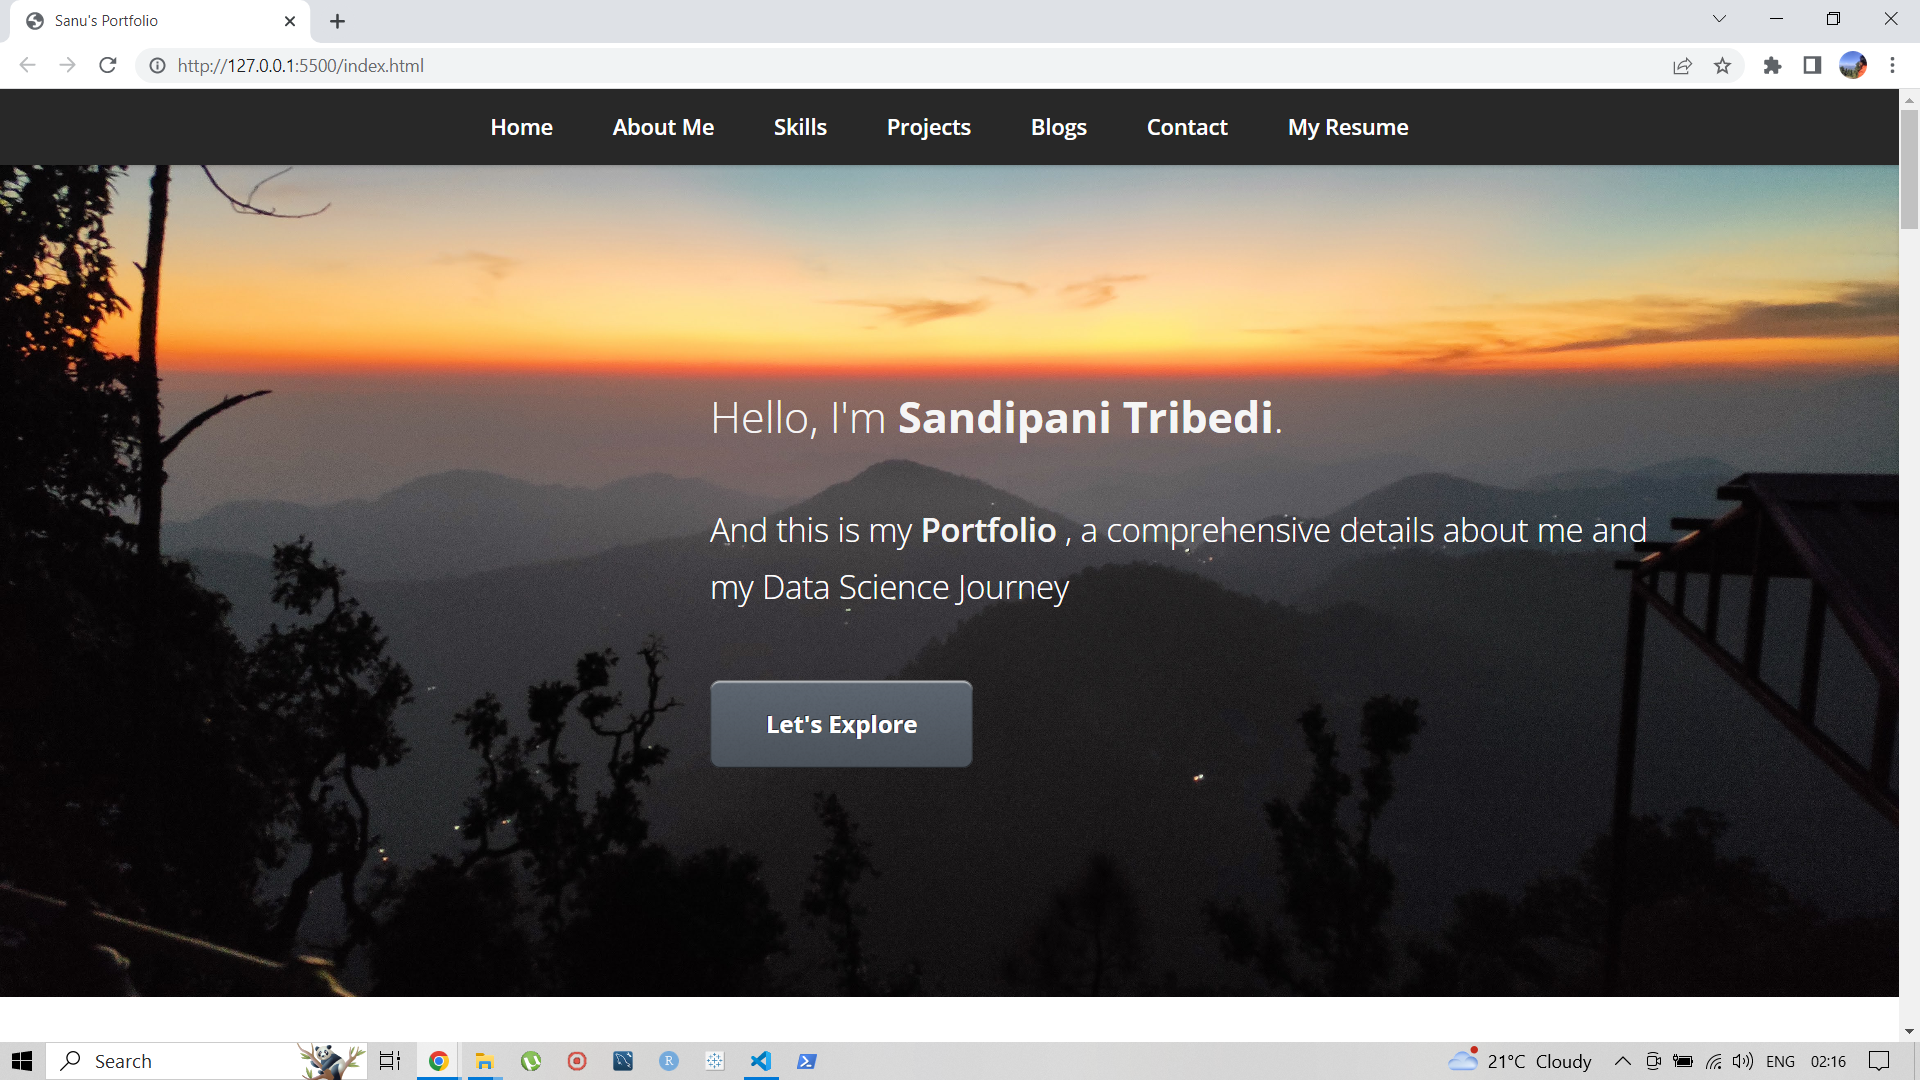 Sanu's Portfolio
http://127.0.0.1:5500/index.html
Home About Me Skills Projects Blogs Contact My Resume
Hello, I'm Sandipani Tribedi.
And this is my Portfolio , a comprehensive details about me and
my Data Science Journey
Let's Explore
Search
R
21°C Cloudy
ENG
02:16